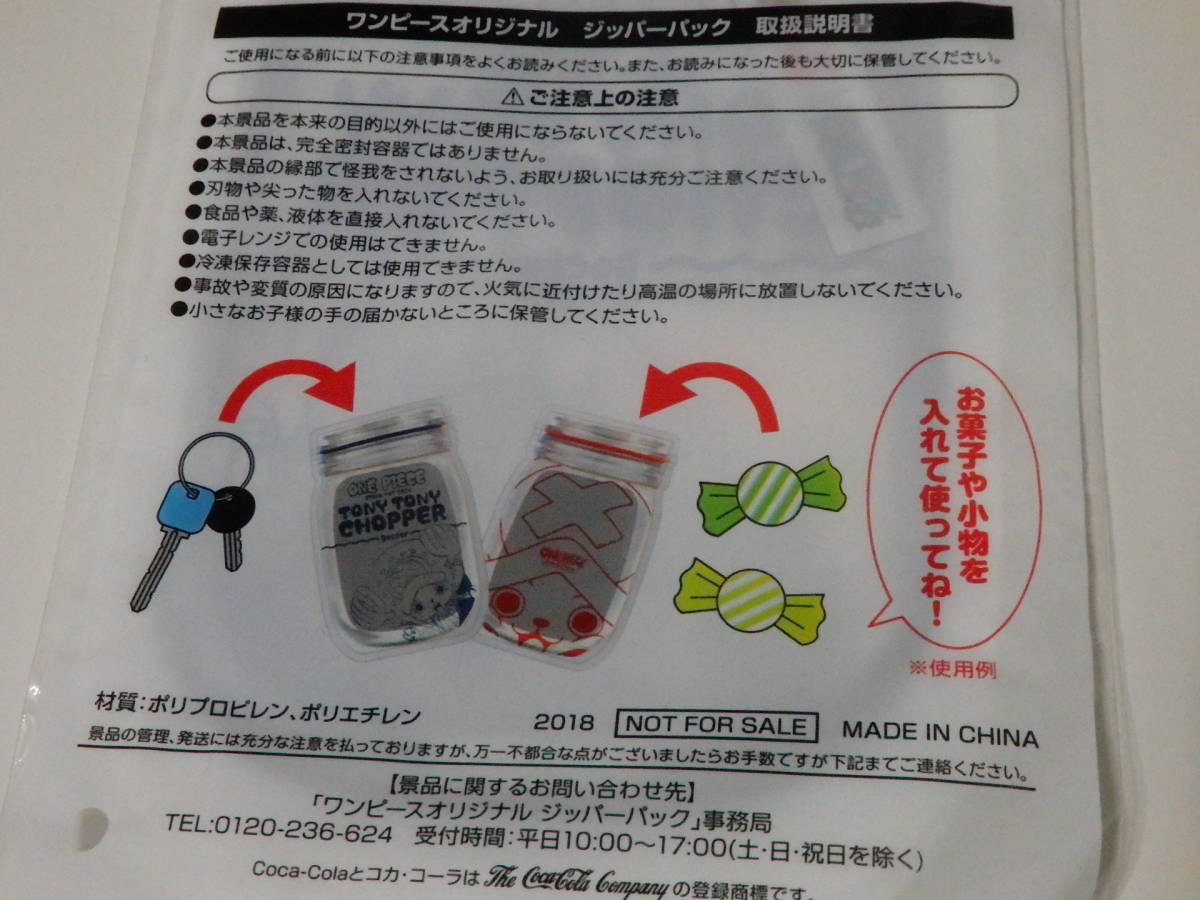 ワンピースオリジナル ジッパーパック 取扱説明書
ご使用になる前に以下の注意事項をよくお読みください。また、お読みになった後も大切に保管してください。
⚠ご注意上の注意
●本景品を本来の目的以外にはご使用にならないでください。
●本景品は、完全密封容器ではありません。
●本景品の縁部で怪我をされないよう、お取り扱いには充分ご注意ください。
●刃物や尖った物を入れないでください。
●食品や薬、液体を直接入れないでください。
●電子レンジでの使用はできません。
●冷凍保存容器としては使用できません。
●事故や変質の原因になりますので、火気に近付けたり高温の場所に放置しないでください。
●小さなお子様の手の届かないところに保管してください。
お菓子や小物を
入れて使ってね!
ONE PIECE
TONY TONY
CHOPPER
Doctor
ONE PIECE
※使用例
材質:ポリプロピレン、ポリエチレン 2018 NOT FOR SALE MADE IN CHINA
景品の管理、発送には充分な注意を払っておりますが、万一不都合な点がございましたらお手数ですが下記までご連絡ください。
【景品に関するお問い合わせ先】
「ワンピースオリジナル ジッパーパック」事務局
TEL:0120-236-624 受付時間:平日10:00~17:00(土・日・祝日を除く)
Coca-Colaとコカ・コーラはThe Coca-Cola Companyの登録商標です。